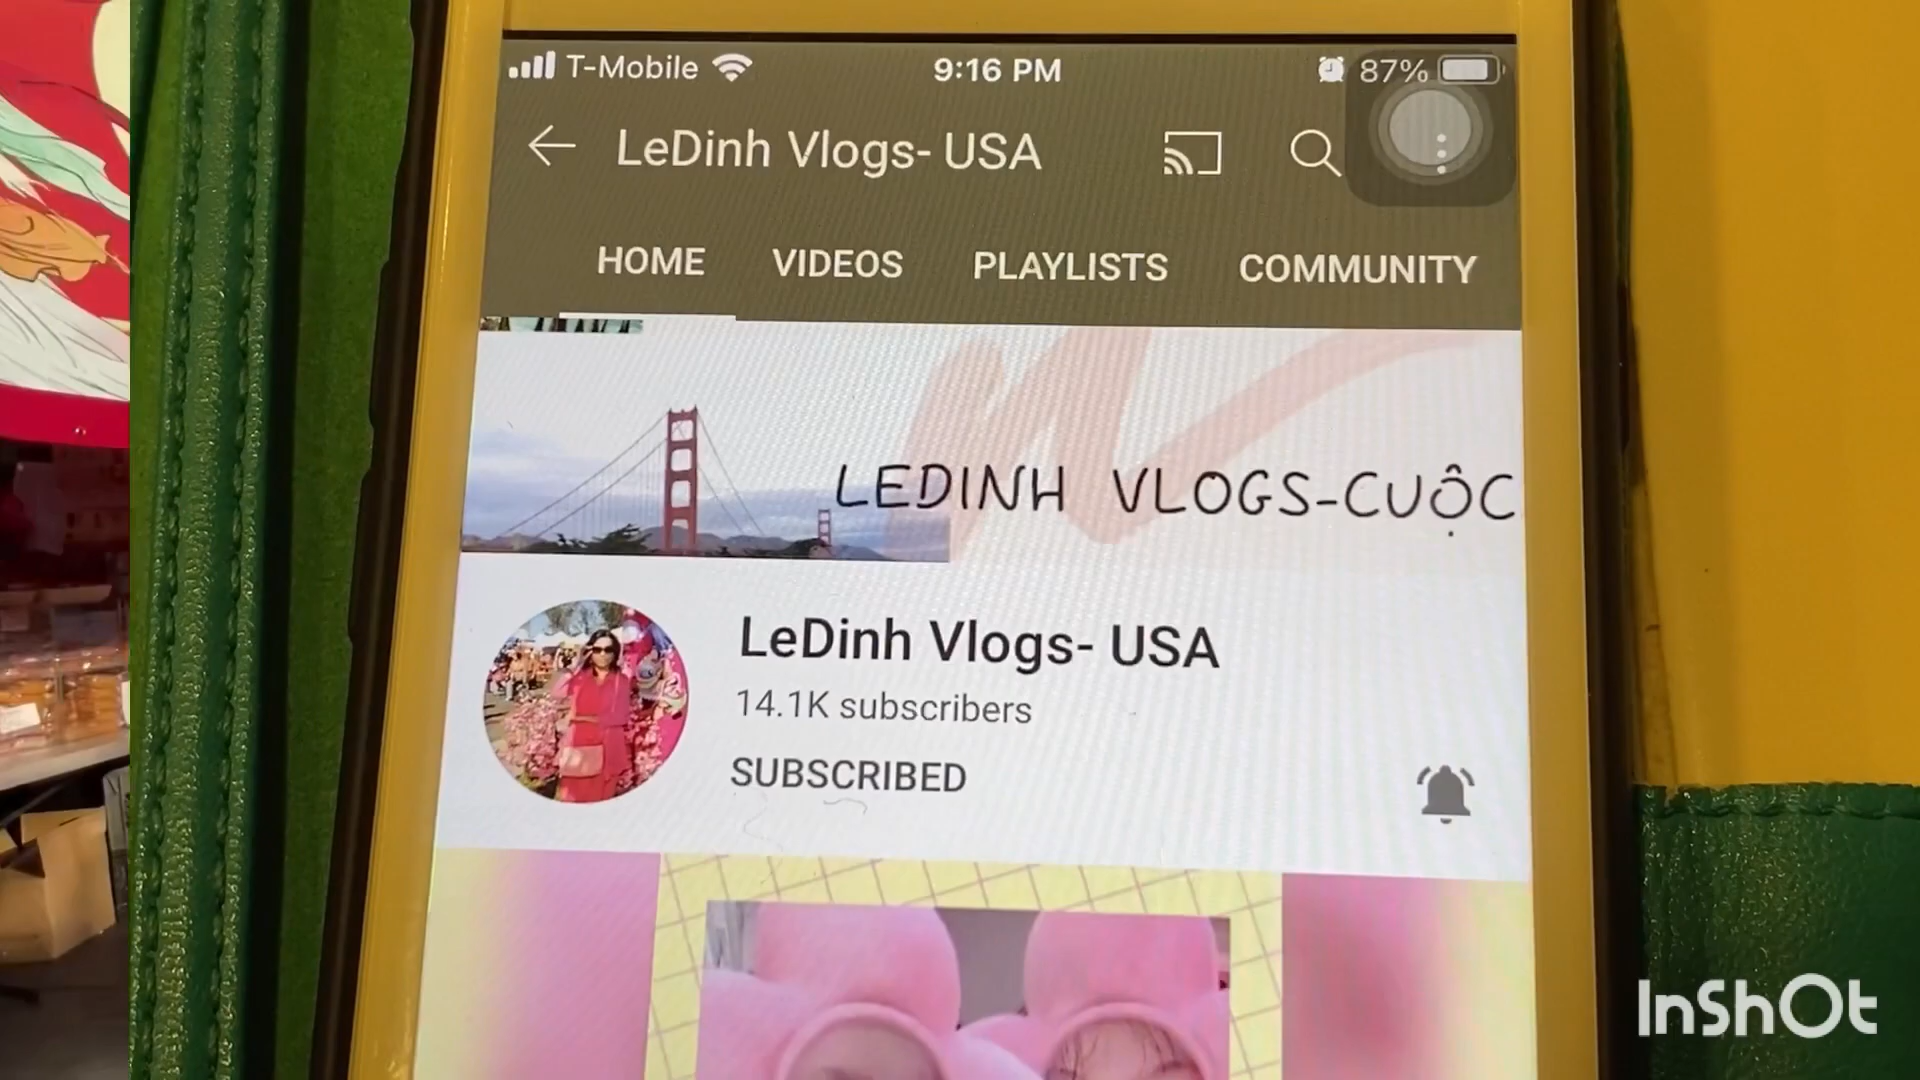 T-Mobile 9:16 PM 87%
LeDinh Vlogs- USA
HOME VIDEOS PLAYLISTS COMMUNITY
LEDINH VLOGS-CUỘC
LeDinh Vlogs- USA
14.1K subscribers
SUBSCRIBED
InShOt